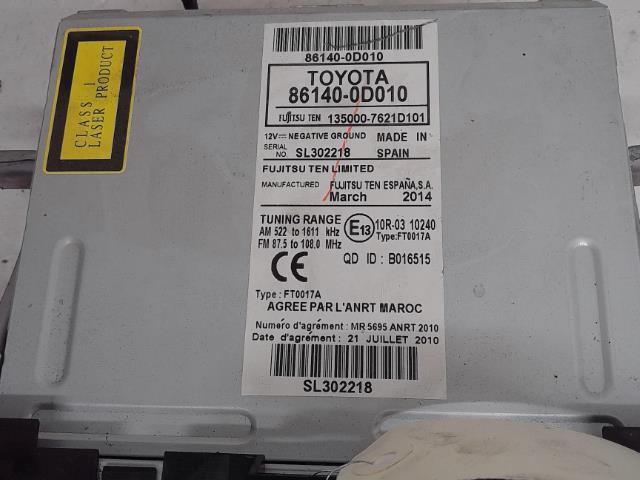 CLASS 1
LASER PRODUCT
86140-0D010
TOYOTA
86140-0D010
FUJITSU TEN 135000-7621D101
12V⎓ NEGATIVE GROUND MADE IN
SERIAL NO. SL302218 SPAIN
FUJITSU TEN LIMITED
MANUFACTURED FUJITSU TEN ESPAÑA,S.A.
March 2014
TUNING RANGE
AM 522 to 1611 kHz
FM 87.5 to 108.0 MHz
E13 10R-03 10240
Type:FT0017A
CE QD ID : B016515
Type : FT0017A
AGREE PAR L'ANRT MAROC
Numero d'agrément : MR 5695 ANRT 2010
Date d'agrément : 21 JUILLET 2010
SL302218